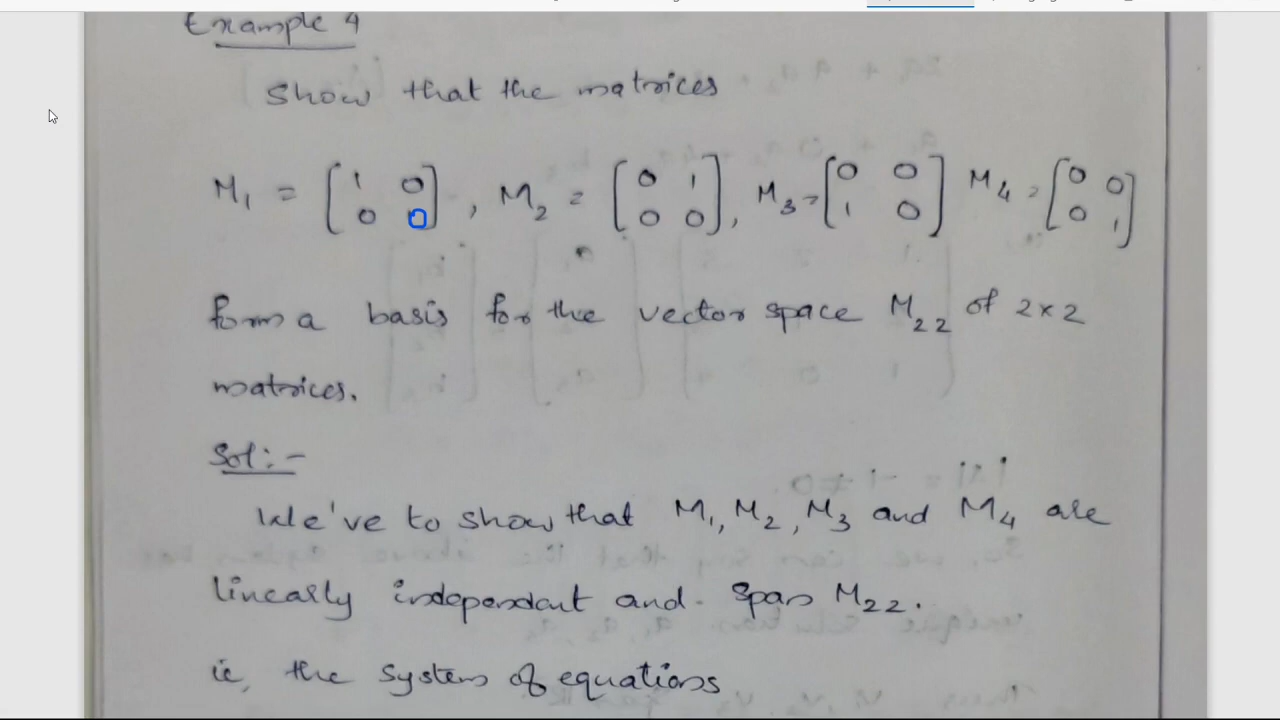 Example 4
Show that the matrices
M₁ = [1 0; 0 0], M₂ = [0 1; 0 0], M₃ = [0 0; 1 0] M₄ = [0 0; 0 1]
form a basis for the vector space M₂₂ of 2x2
matrices.
Sol:-
We've to show that M₁, M₂, M₃ and M₄ are
linearly independent and span M₂₂.
ie, the system of equations